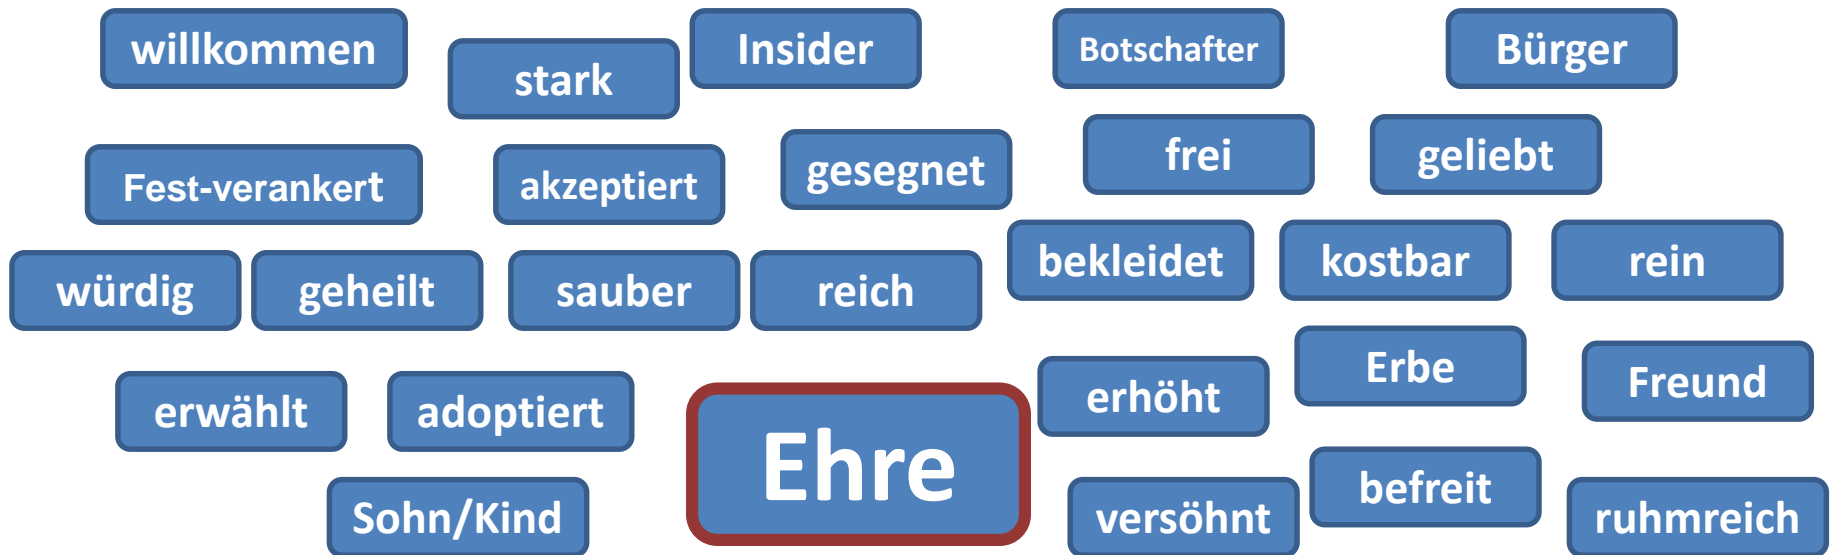 willkommen
stark
Insider
Botschafter
Bürger
Fest-verankert
akzeptiert
gesegnet
frei
geliebt
würdig
geheilt
sauber
reich
bekleidet
kostbar
rein
erwählt
adoptiert
Ehre
erhöht
Erbe
Freund
Sohn/Kind
versöhnt
befreit
ruhmreich